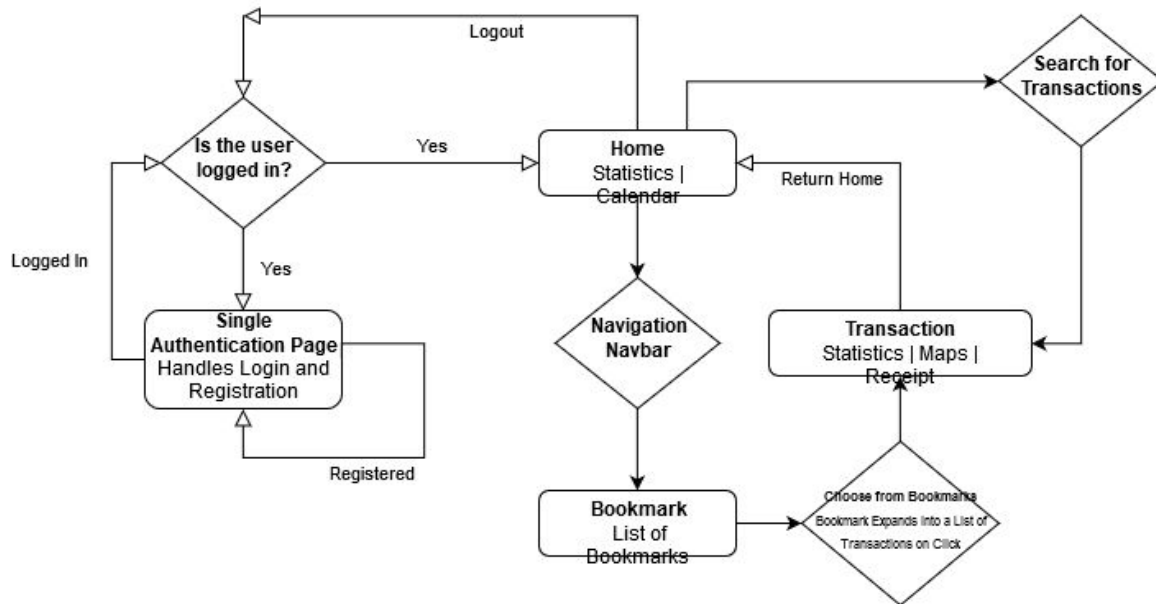 Logout
Search for
Transactions
Is the user
logged in?
Yes
Home
Statistics |
Calendar
Return Home
Logged In
Yes
Single
Authentication Page
Handles Login and
Registration
Navigation
Navbar
Transaction
Statistics | Maps |
Receipt
Registered
Bookmark
List of
Bookmarks
Choose from Bookmarks
Bookmark Expands into a List of
Transactions on Click